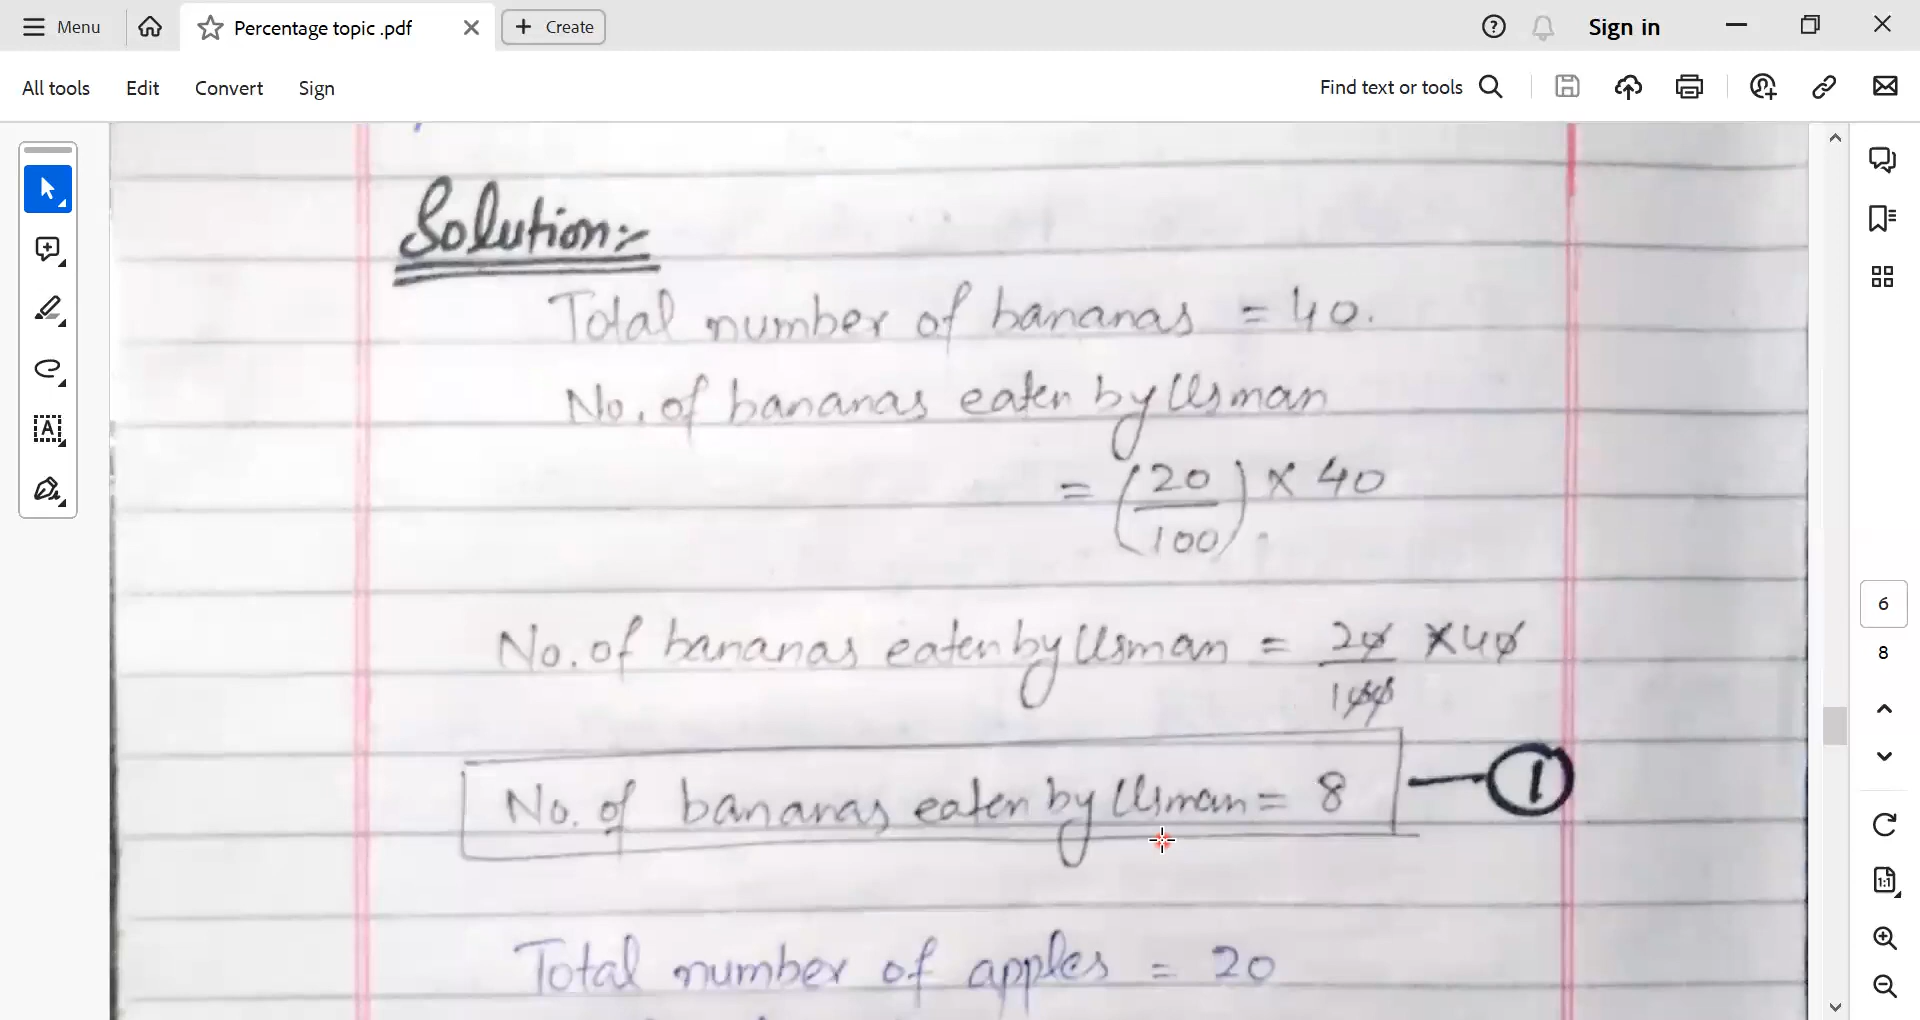 Menu
Percentage topic .pdf
Create
Sign in
All tools
Edit
Convert
Sign
Find text or tools
Solution:-
Total number of bananas = 40.
No. of bananas eaten by Usman
= (20/100) × 40
No. of bananas eaten by Usman = 20/100 × 40
No. of bananas eaten by Usman = 8 — 1
Total number of apples = 20
6
8